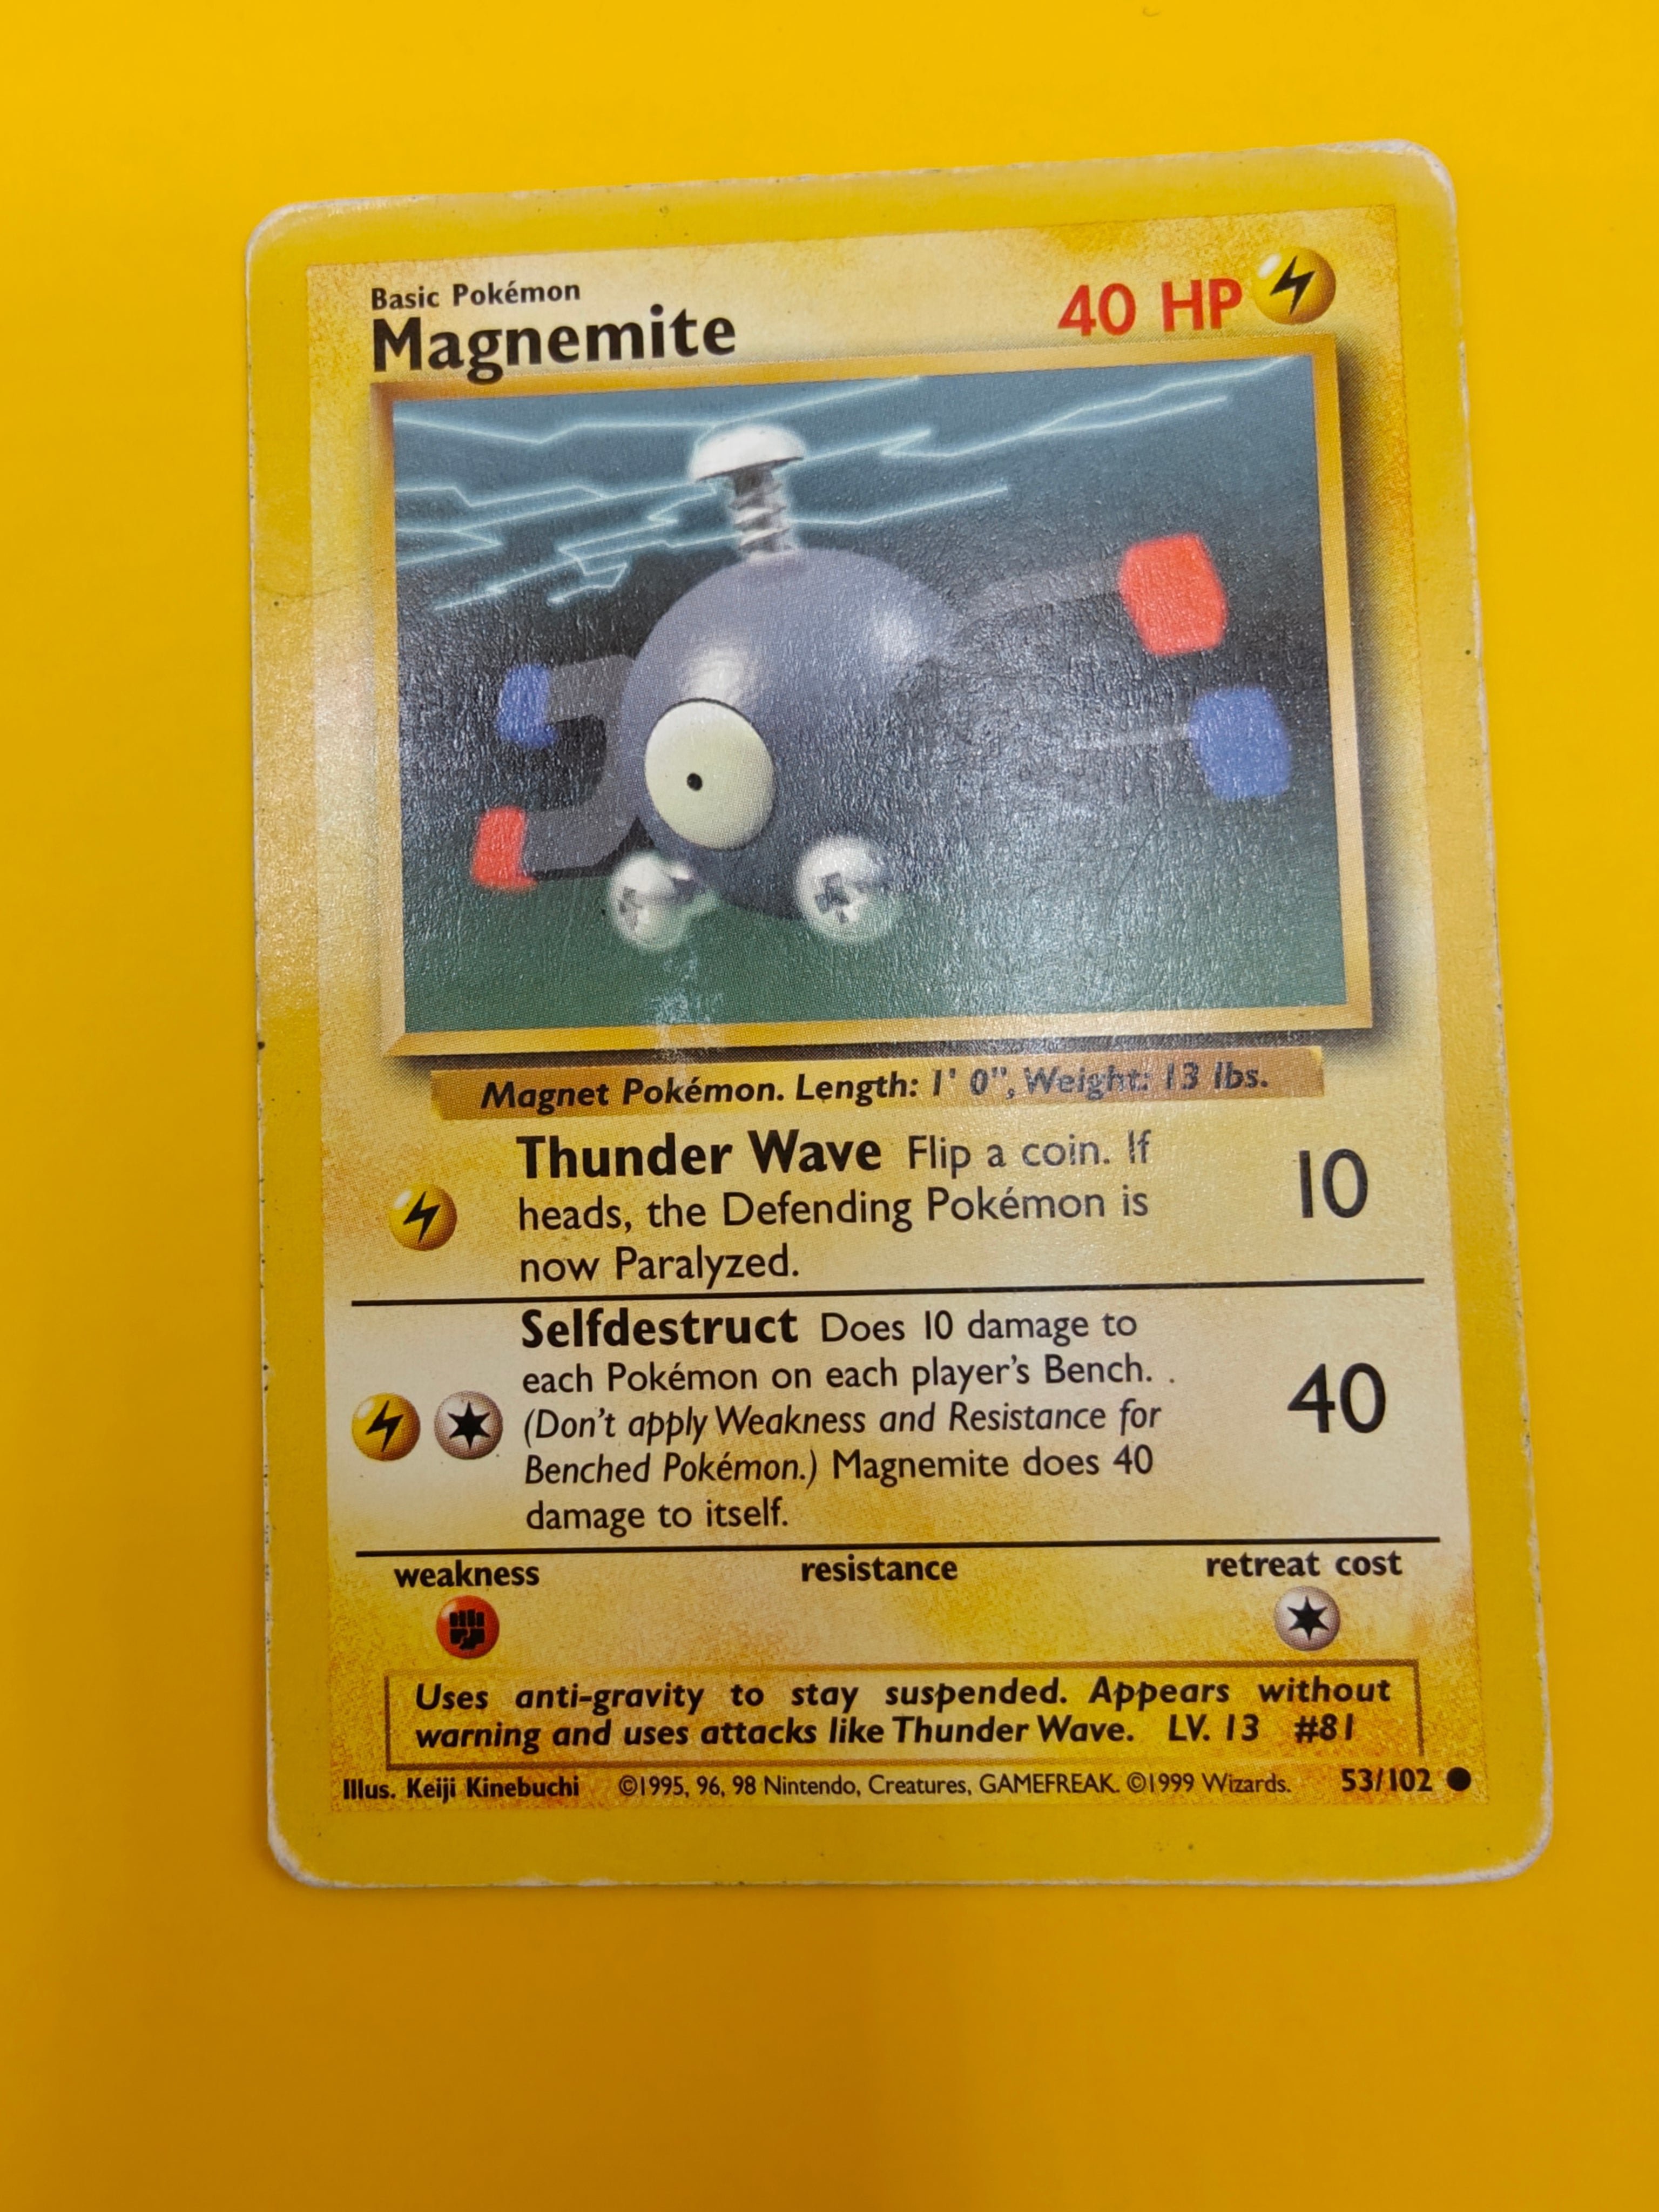 Basic Pokémon
Magnemite
40 HP
Magnet Pokémon. Length: 1' 0", Weight: 13 lbs.
Thunder Wave Flip a coin. If
heads, the Defending Pokémon is
now Paralyzed.
10
Selfdestruct Does 10 damage to
each Pokémon on each player's Bench.
(Don't apply Weakness and Resistance for
Benched Pokémon.) Magnemite does 40
damage to itself.
40
weakness resistance retreat cost
Uses anti-gravity to stay suspended. Appears without
warning and uses attacks like Thunder Wave. LV. 13 #81
Illus. Keiji Kinebuchi ©1995, 96, 98 Nintendo, Creatures, GAMEFREAK. ©1999 Wizards. 53/102